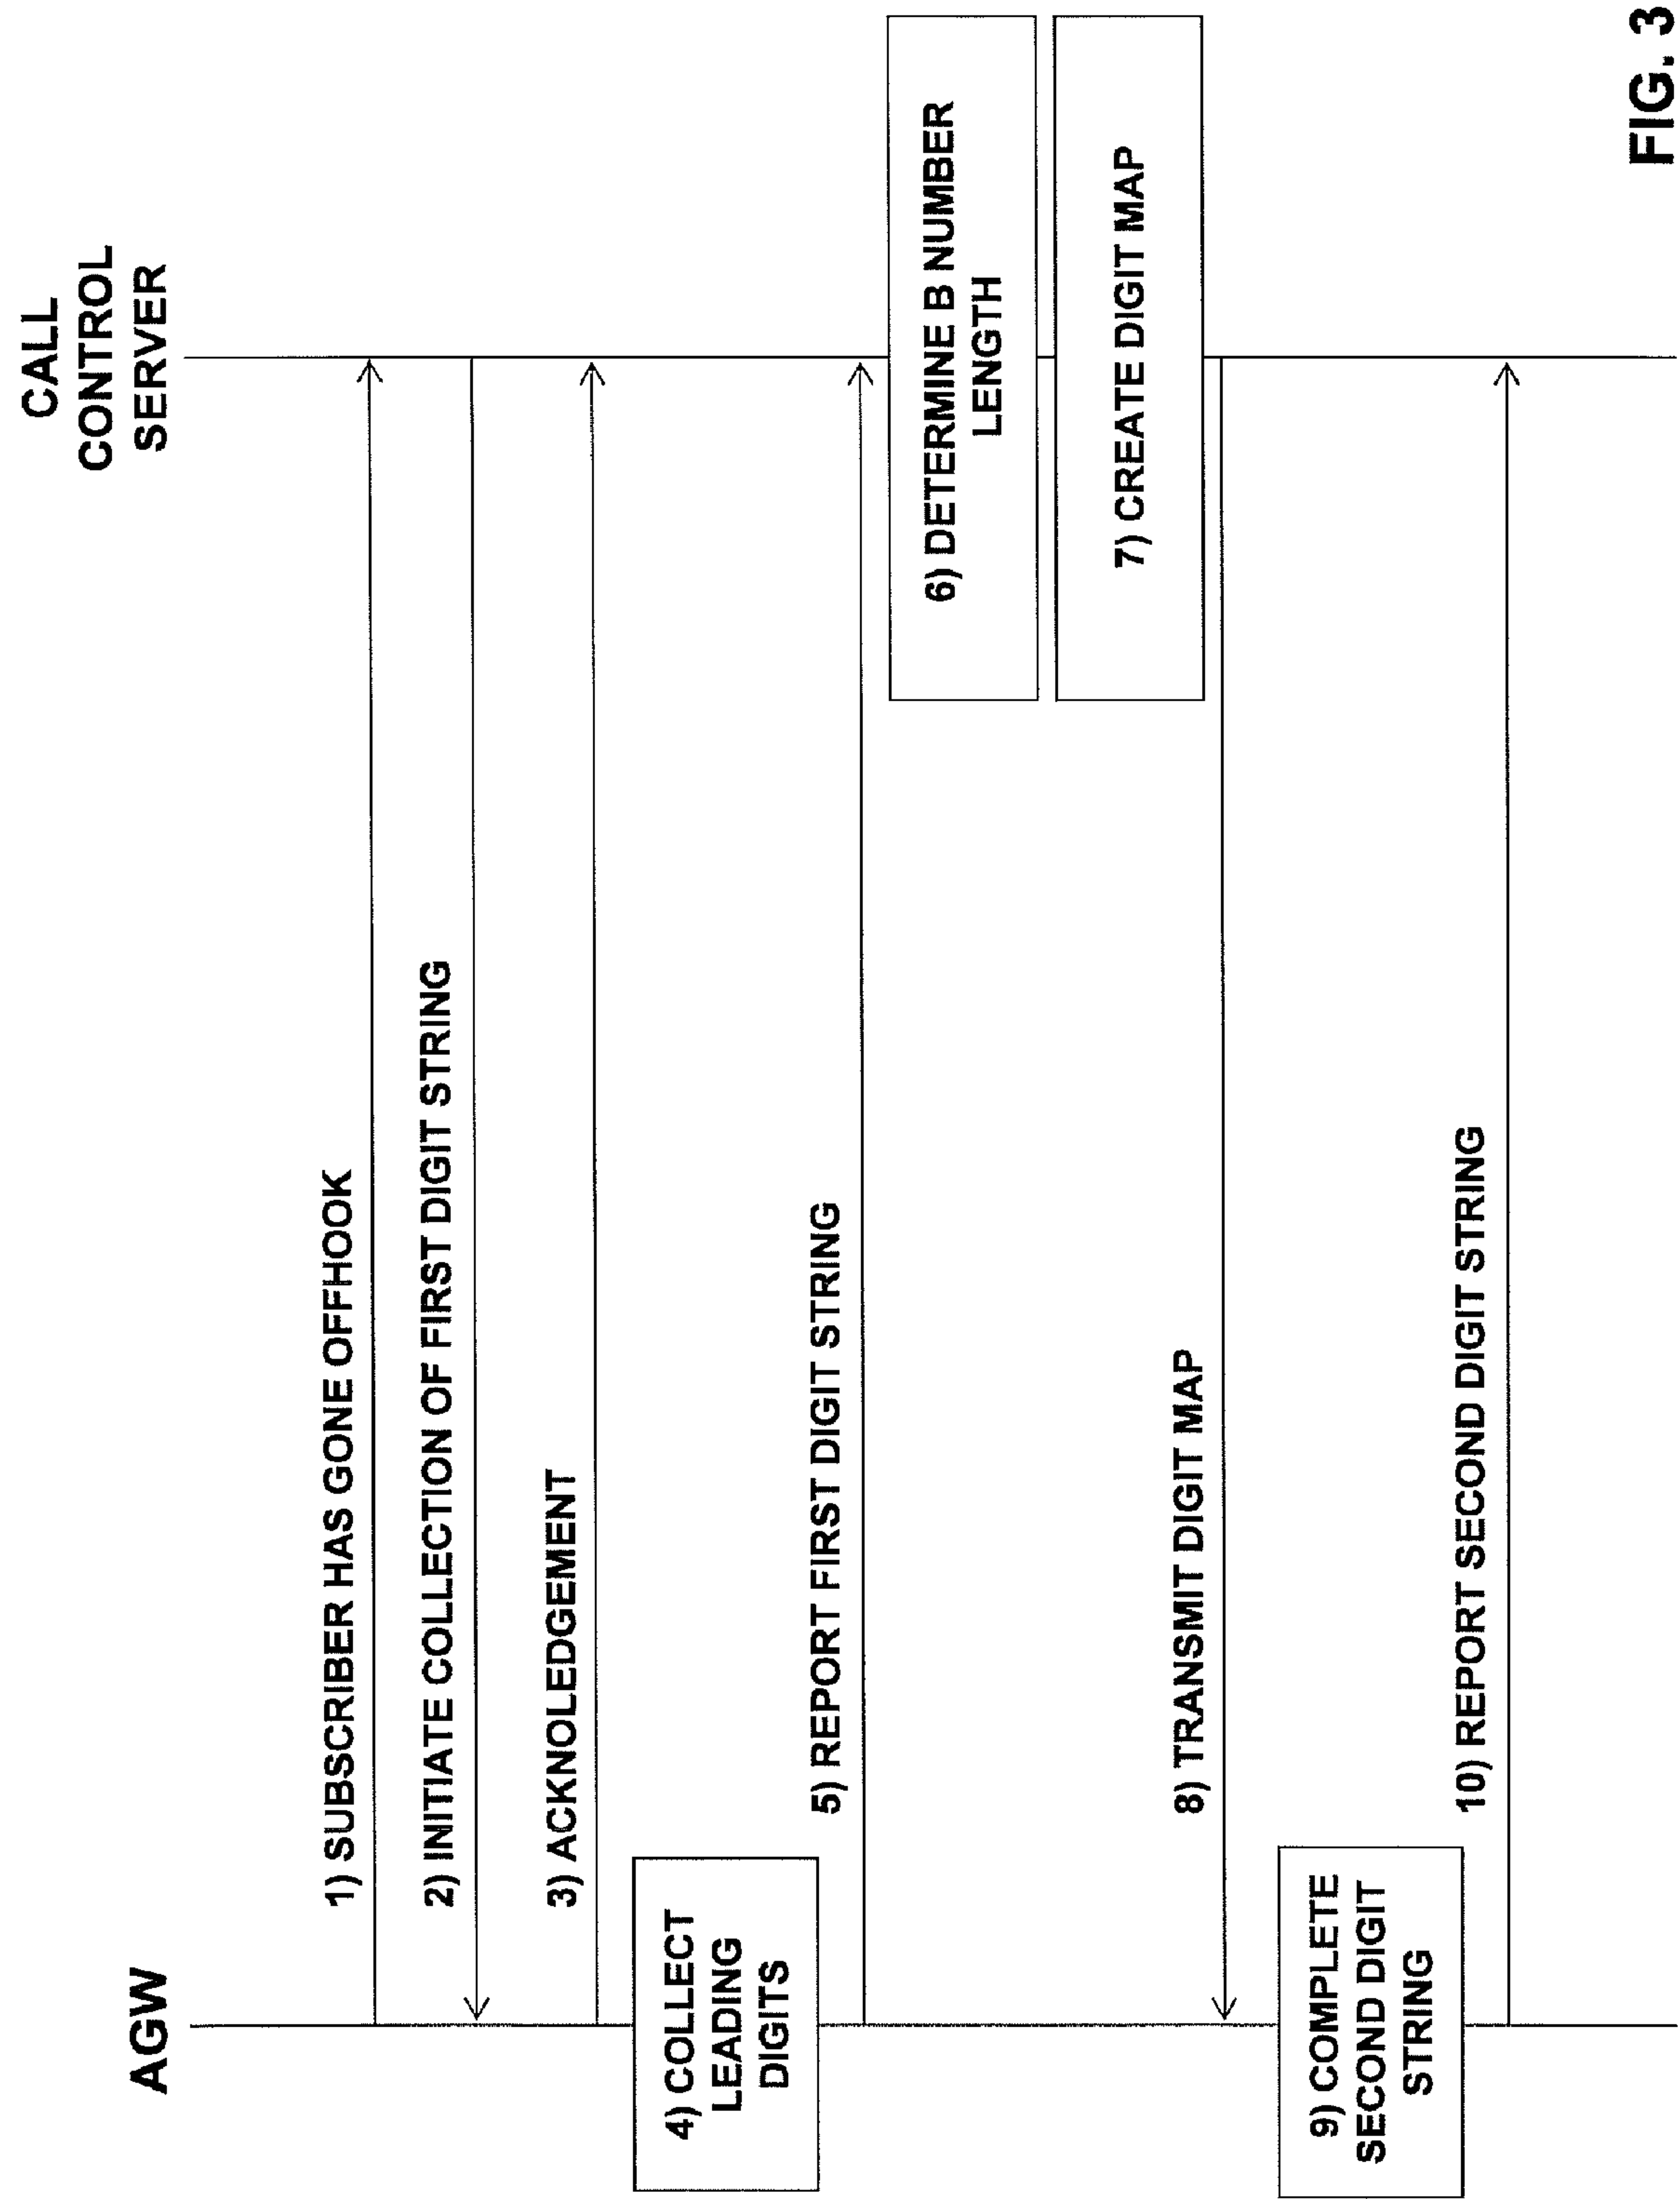 AGW
CALL
CONTROL
SERVER
1) SUBSCRIBER HAS GONE OFFHOOK
2) INITIATE COLLECTION OF FIRST DIGIT STRING
3) ACKNOLEDGEMENT
4) COLLECT
LEADING
DIGITS
5) REPORT FIRST DIGIT STRING
6) DETERMINE B NUMBER
LENGTH
7) CREATE DIGIT MAP
8) TRANSMIT DIGIT MAP
9) COMPLETE
SECOND DIGIT
STRING
10) REPORT SECOND DIGIT STRING
FIG. 3